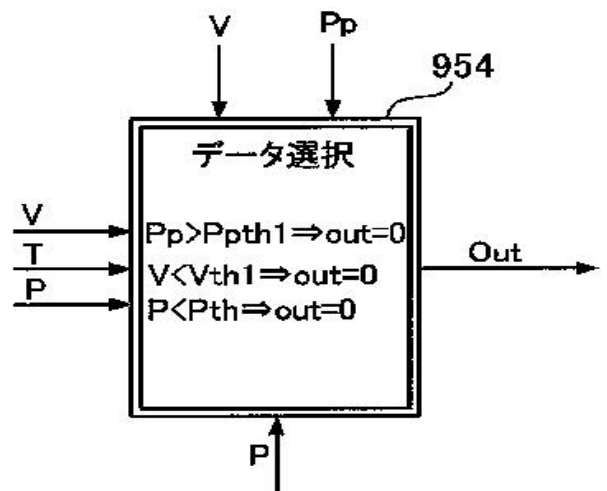 V
Pp
954
データ選択
V
Pp>Ppth1⇒out=0
T
V<Vth1⇒out=0
Out
P
P<Pth⇒out=0
P